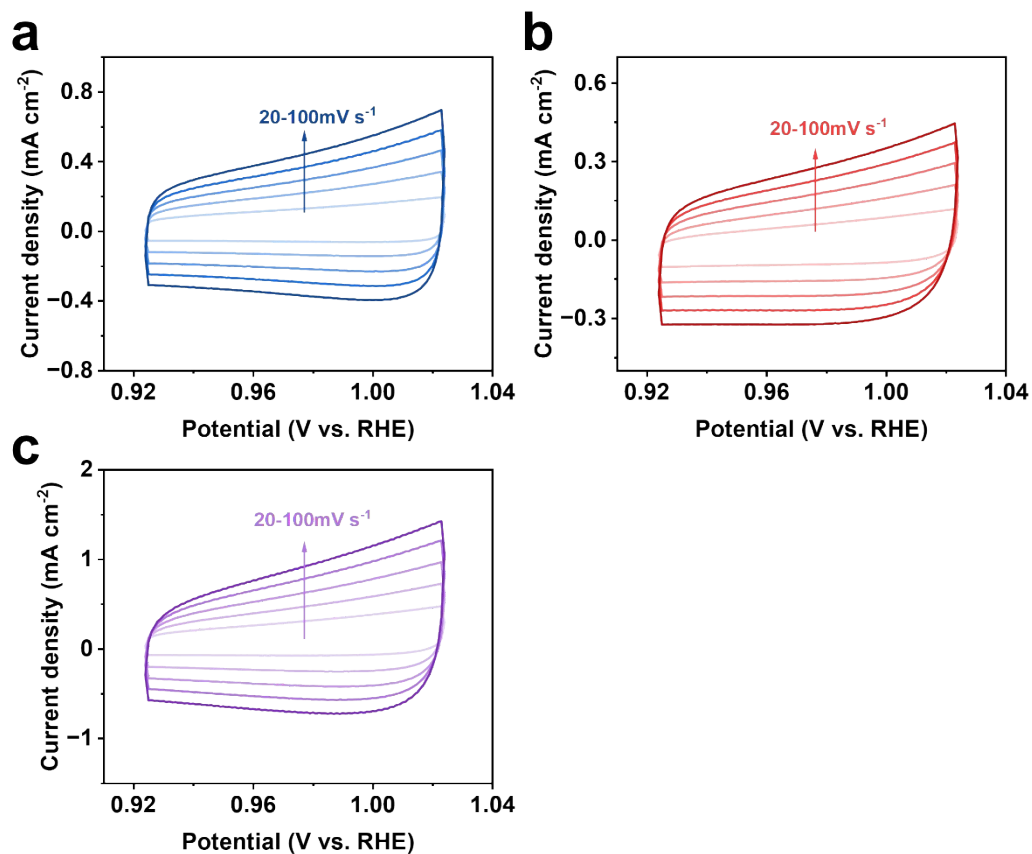 a
20-100mV s⁻¹
0.8
0.4
0.0
−0.4
−0.8
0.92
0.96
1.00
1.04
Current density (mA cm⁻²)
Potential (V vs. RHE)
b
20-100mV s⁻¹
0.6
0.3
0.0
−0.3
0.92
0.96
1.00
1.04
Current density (mA cm⁻²)
Potential (V vs. RHE)
c
20-100mV s⁻¹
2
1
0
−1
0.92
0.96
1.00
1.04
Current density (mA cm⁻²)
Potential (V vs. RHE)